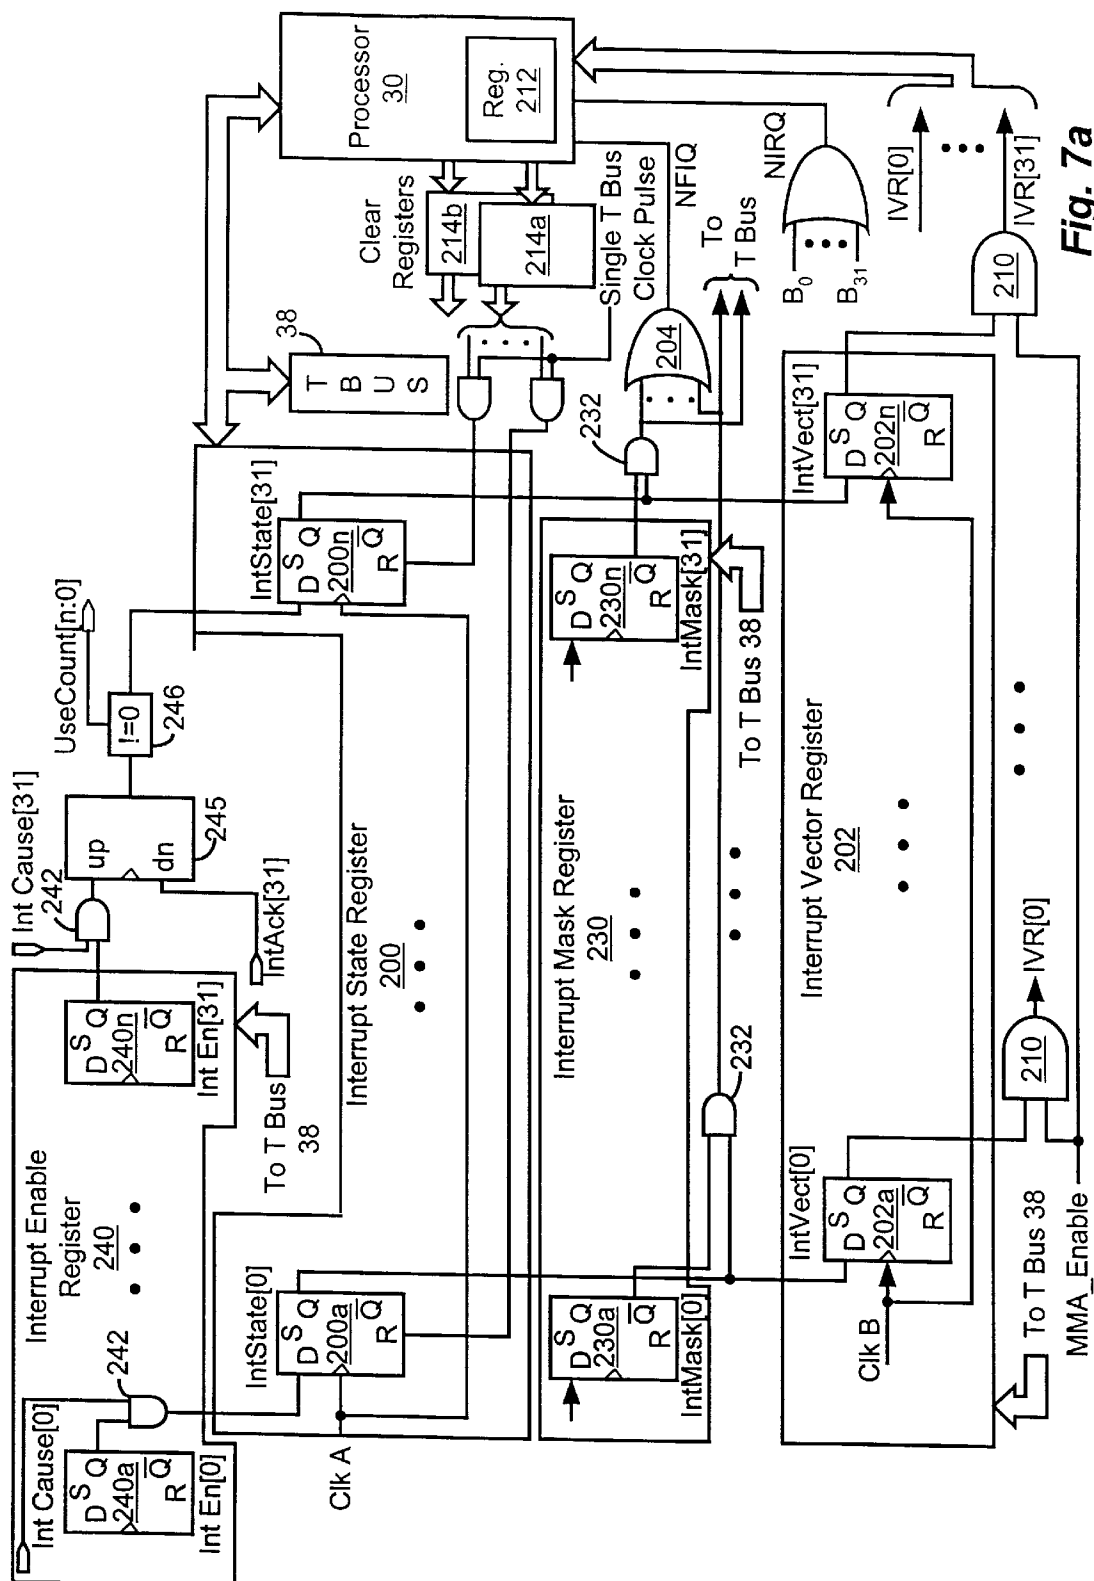 Int Cause[0]
D S Q
240a
Q
R
Int En[0]
242
Interrupt Enable
Register
240
D S Q
240n
Q
R
Int En[31]
To T Bus
38
242
Int Cause[31]
up
dn
245
IntAck[31]
!=0
246
UseCount[n:0]
Clk A
IntState[0]
D S Q
200a
Q
R
Interrupt State Register
200
IntState[31]
D S Q
200n
Q
R
38
T
B
U
S
Clear
Registers
214b
214a
Processor
30
Reg.
212
Single T Bus
Clock Pulse
NFIQ
NIRQ
D S Q
230a
Q
R
IntMask[0]
Interrupt Mask Register
230
232
D S Q
230n
Q
R
IntMask[31]
To T Bus 38
232
204
To
T Bus
B0
B31
IntVect[0]
D S Q
202a
Q
R
Clk B
Interrupt Vector Register
202
IntVect[31]
D S Q
202n
Q
R
To T Bus 38
MMA_Enable
210
IVR[0]
210
IVR[0]
IVR[31]
Fig. 7a